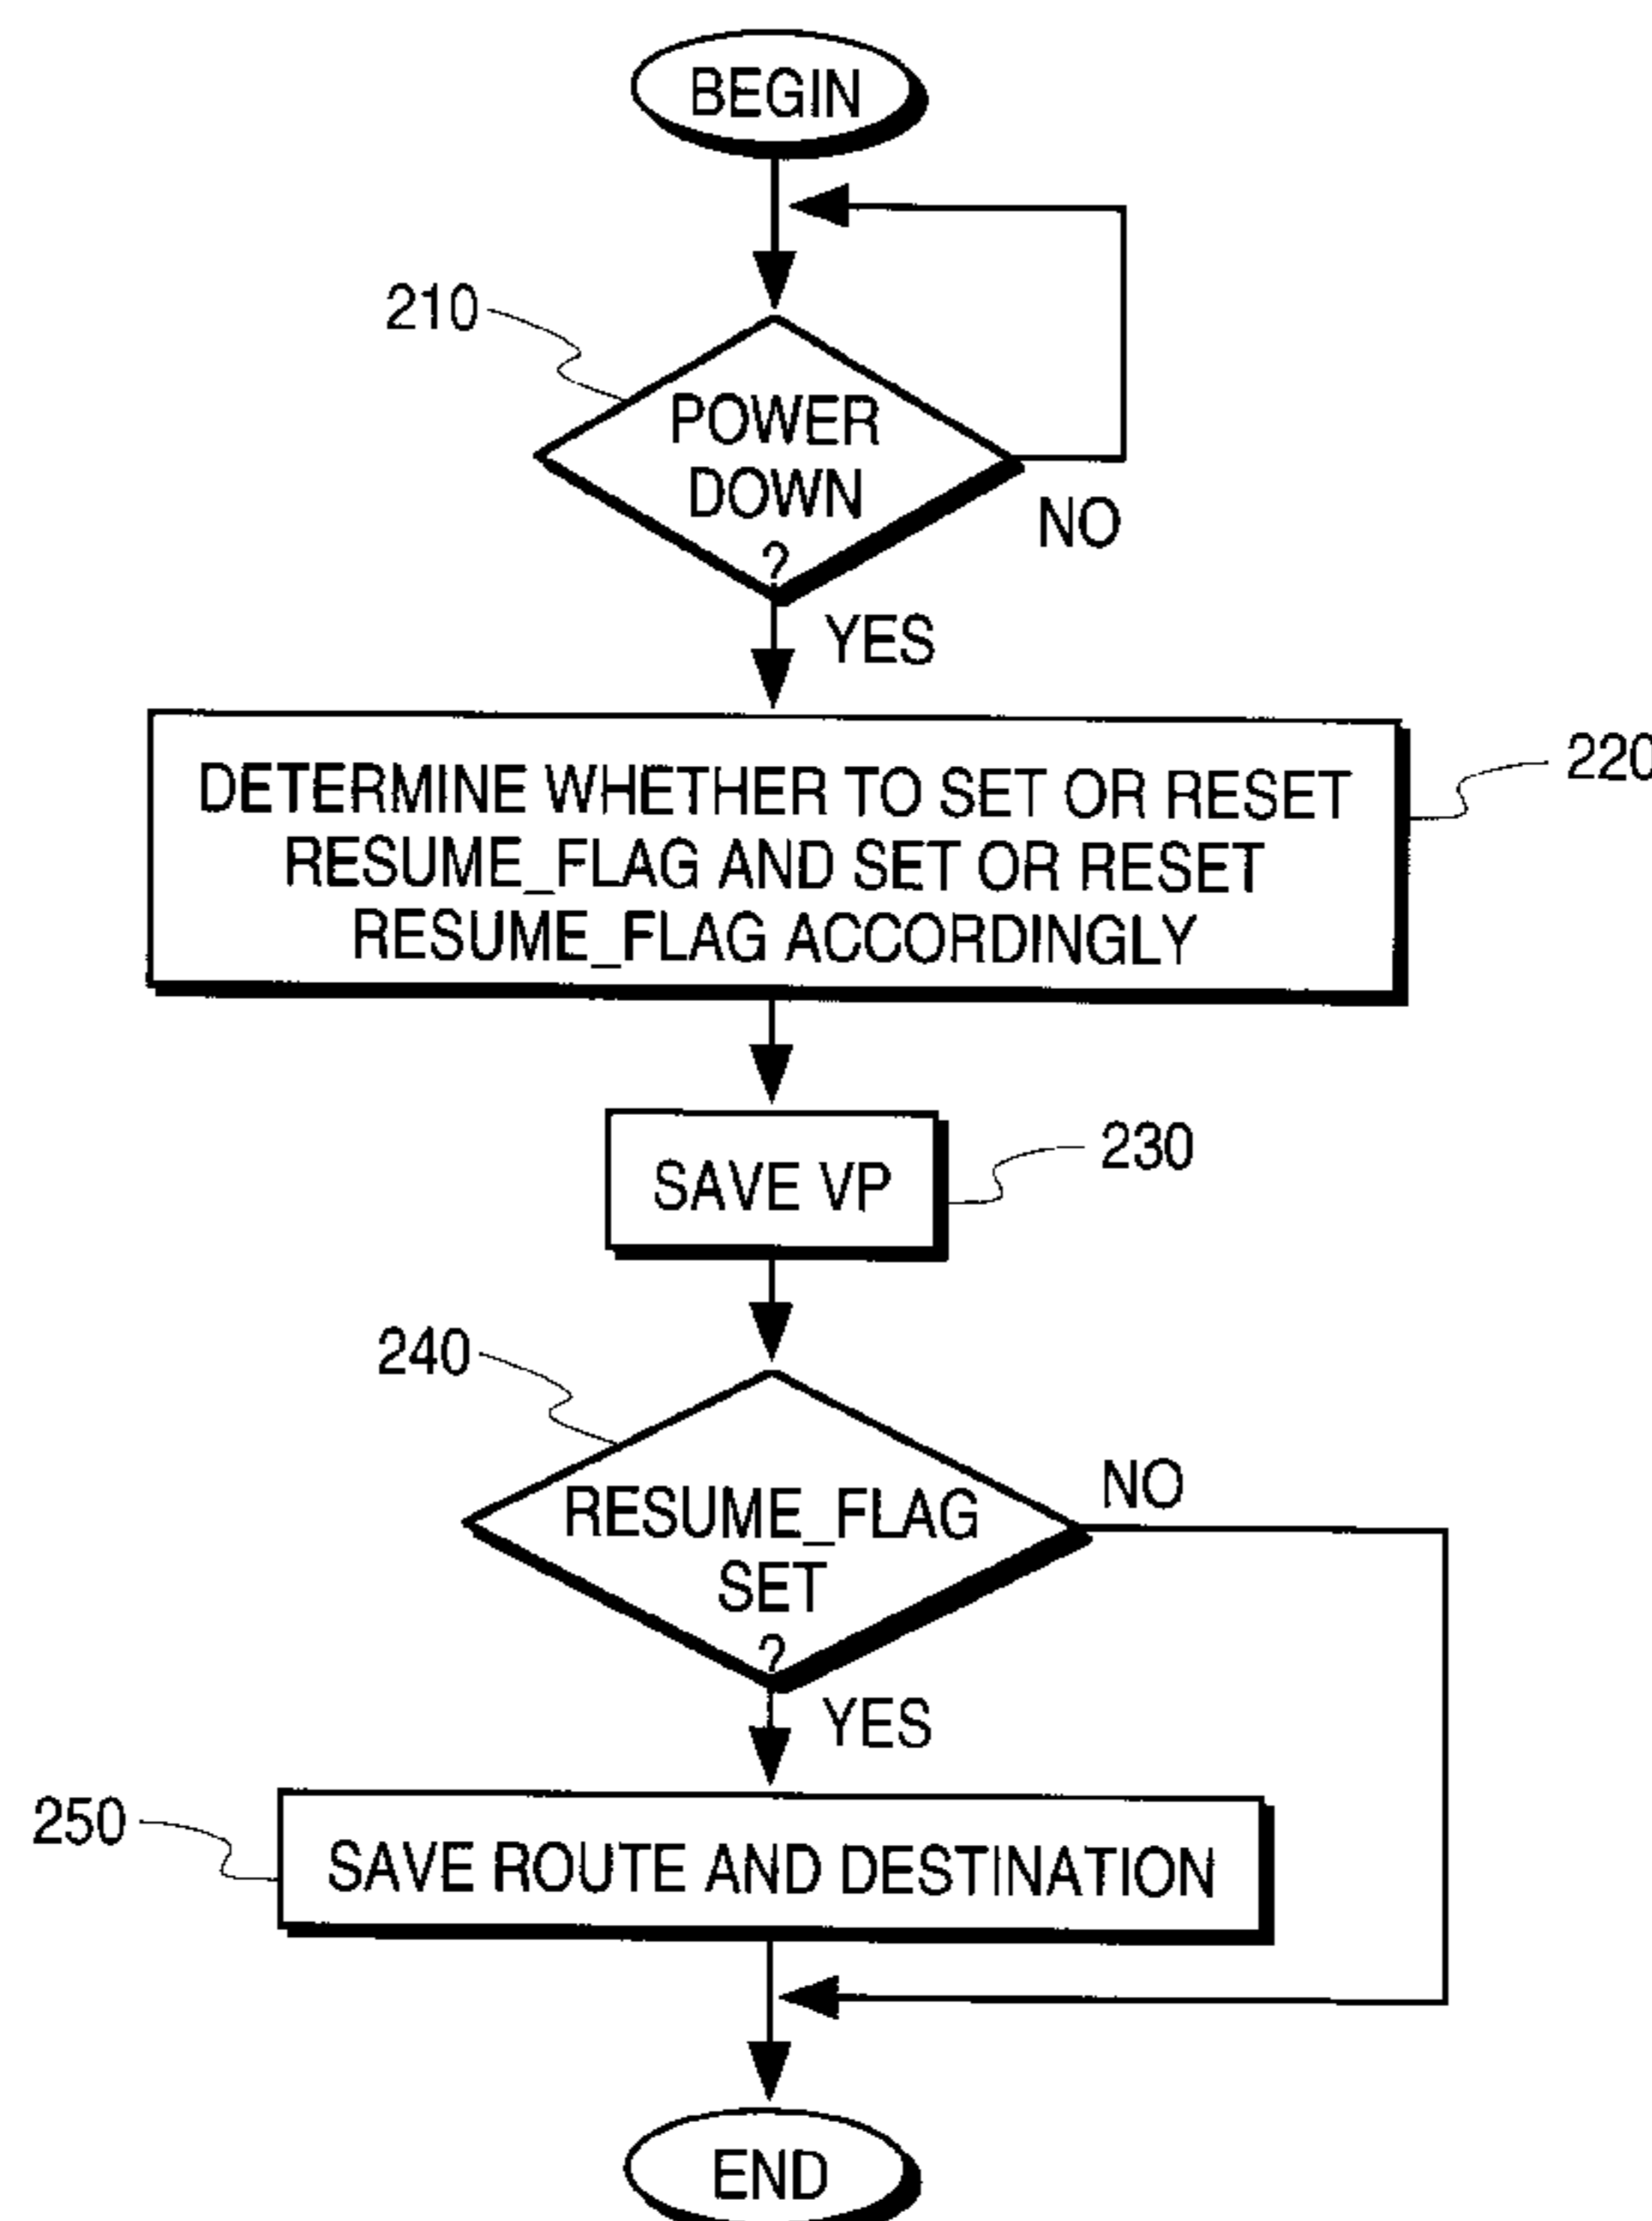 BEGIN
210
POWER
DOWN
?
NO
YES
220
DETERMINE WHETHER TO SET OR RESET
RESUME_FLAG AND SET OR RESET
RESUME_FLAG ACCORDINGLY
SAVE VP
230
240
RESUME_FLAG
SET
?
NO
YES
250
SAVE ROUTE AND DESTINATION
END